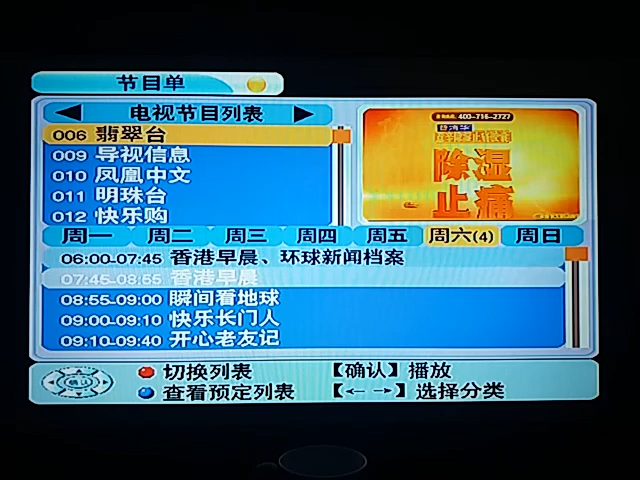 节目单
电视节目列表
006 翡翠台
009 导视信息
010 凤凰中文
011 明珠台
012 快乐购
400-716-2727
除湿
止痛
周一 周二 周三 周四 周五 周六(4) 周日
06:00-07:45 香港早晨、环球新闻档案
07:45-08:55 香港早晨
08:55-09:00 瞬间看地球
09:00-09:10 快乐长门人
09:10-09:40 开心老友记
确认
切换列表 【确认】播放
查看预定列表 【←→】选择分类